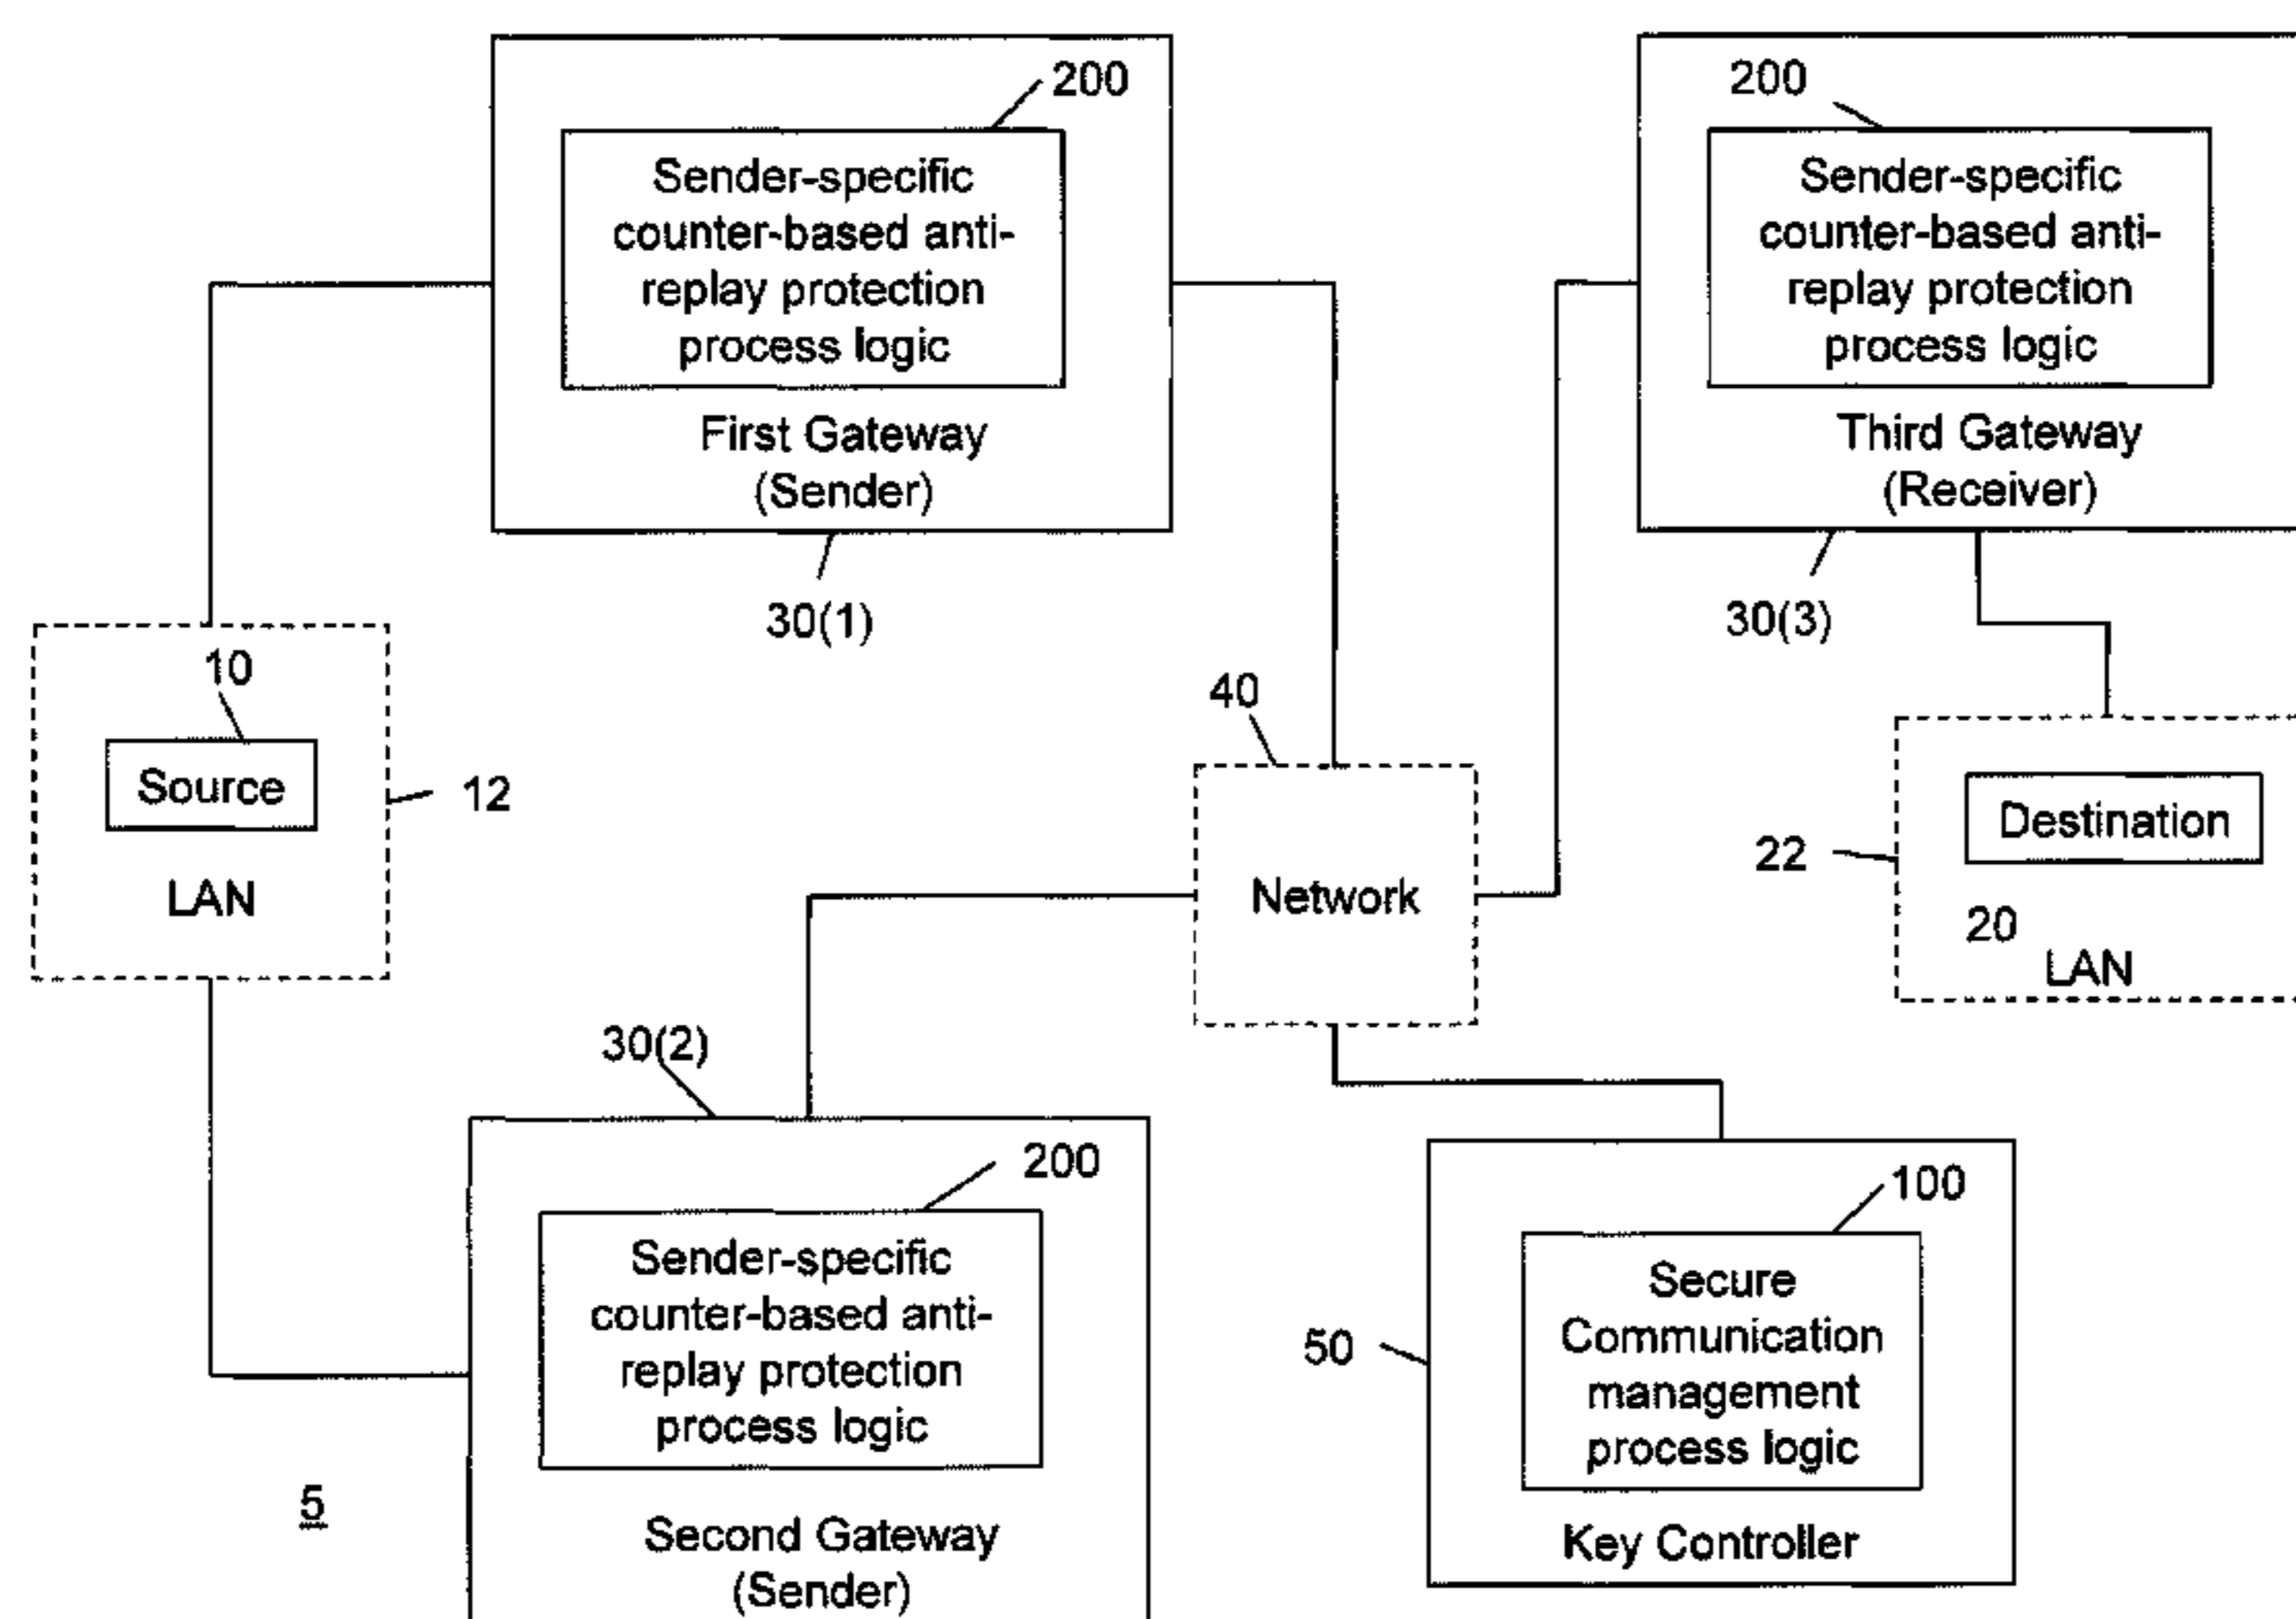 200
Sender-specific
counter-based anti-
replay protection
process logic
First Gateway
(Sender)
30(1)
200
Sender-specific
counter-based anti-
replay protection
process logic
Third Gateway
(Receiver)
30(3)
10
Source
LAN
12
40
Network
22
Destination
20
LAN
30(2)
200
Sender-specific
counter-based anti-
replay protection
process logic
Second Gateway
(Sender)
5
50
100
Secure
Communication
management
process logic
Key Controller